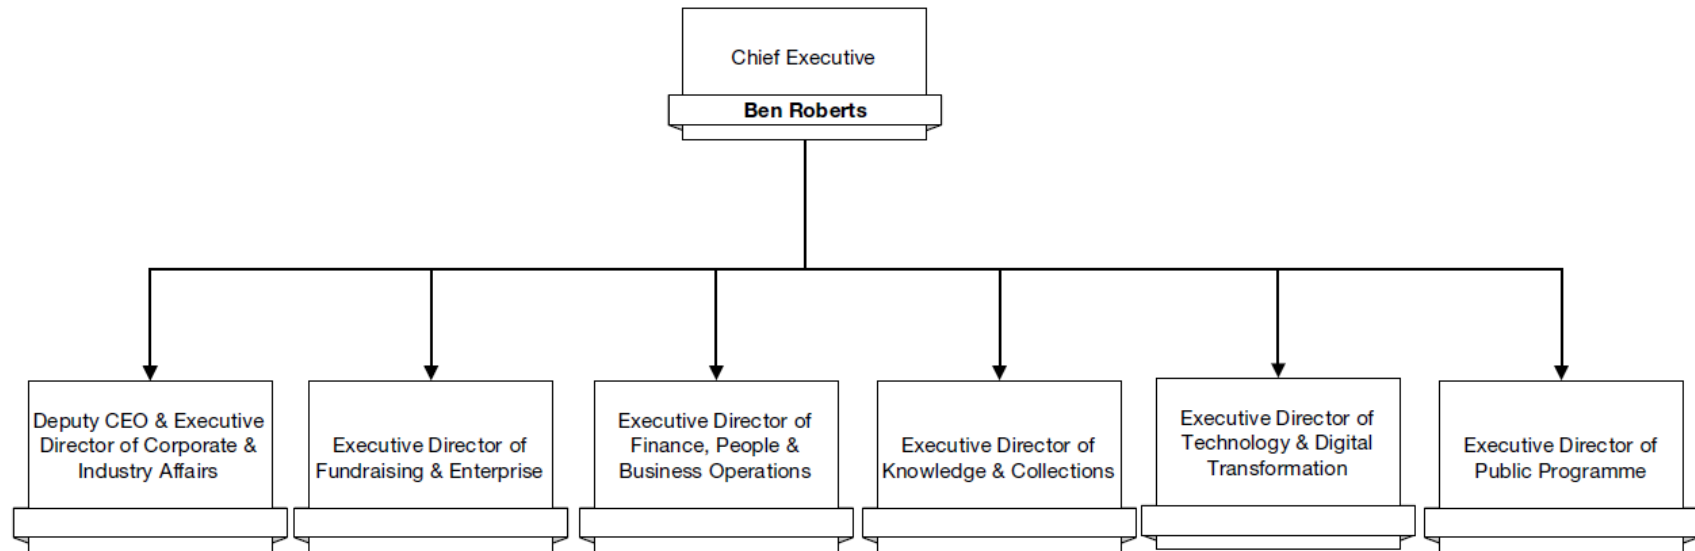 Chief Executive
Ben Roberts
Deputy CEO & Executive
Director of Corporate &
Industry Affairs
Executive Director of
Fundraising & Enterprise
Executive Director of
Finance, People &
Business Operations
Executive Director of
Knowledge & Collections
Executive Director of
Technology & Digital
Transformation
Executive Director of
Public Programme